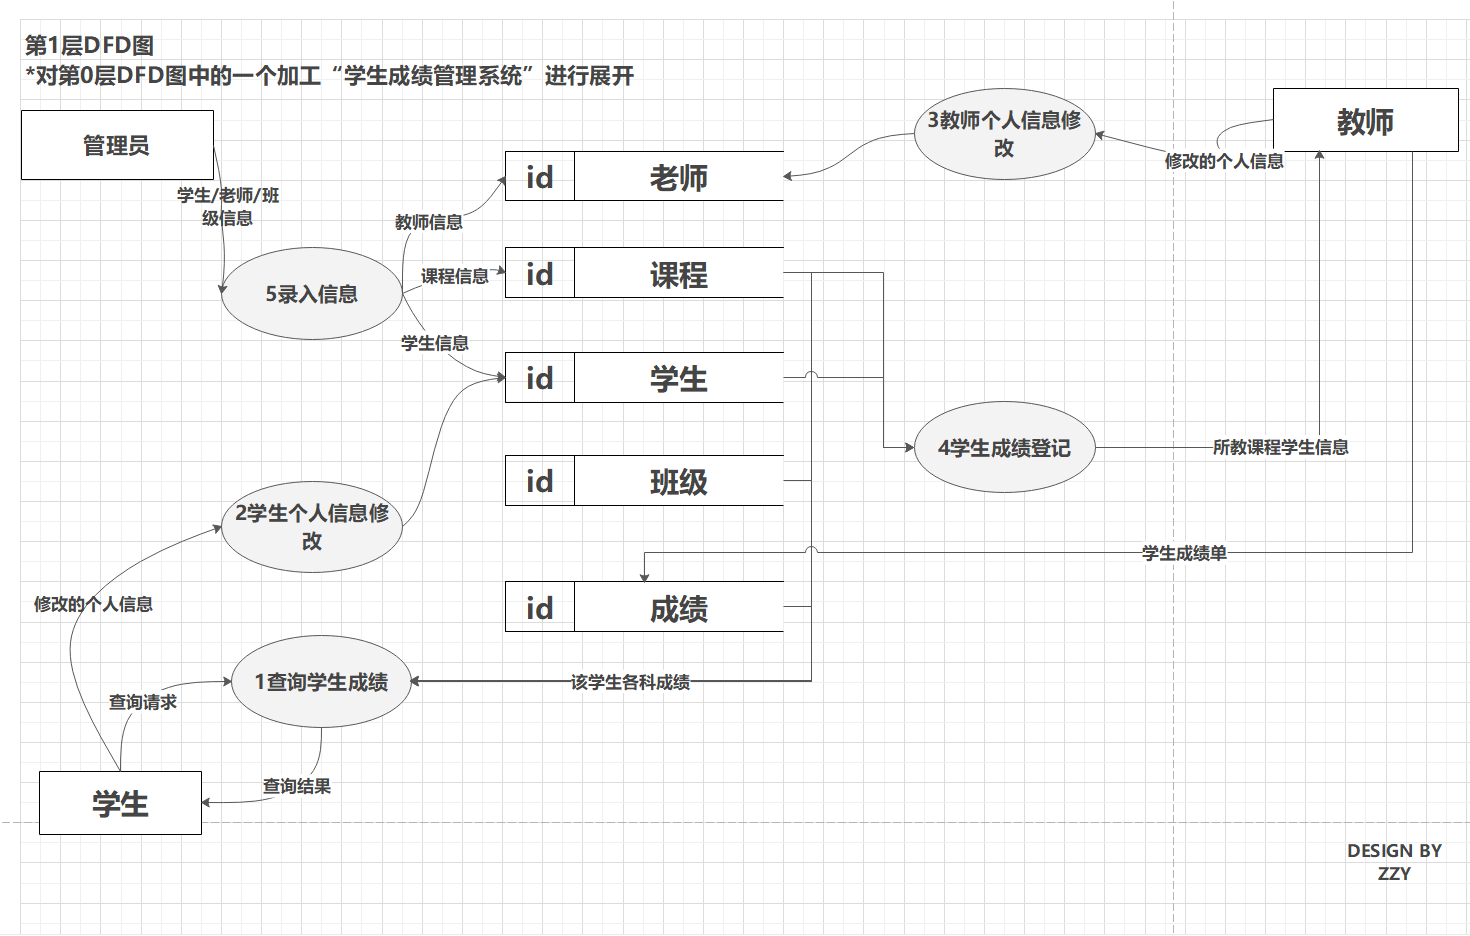 第1层DFD图
*对第0层DFD图中的一个加工“学生成绩管理系统”进行展开
管理员
学生/老师/班
级信息
5录入信息
教师信息
课程信息
学生信息
id 老师
id 课程
id 学生
id 班级
id 成绩
3教师个人信息修
改
教师
修改的个人信息
4学生成绩登记
所教课程学生信息
学生成绩单
2学生个人信息修
改
修改的个人信息
1查询学生成绩
该学生各科成绩
查询请求
查询结果
学生
DESIGN BY
ZZY